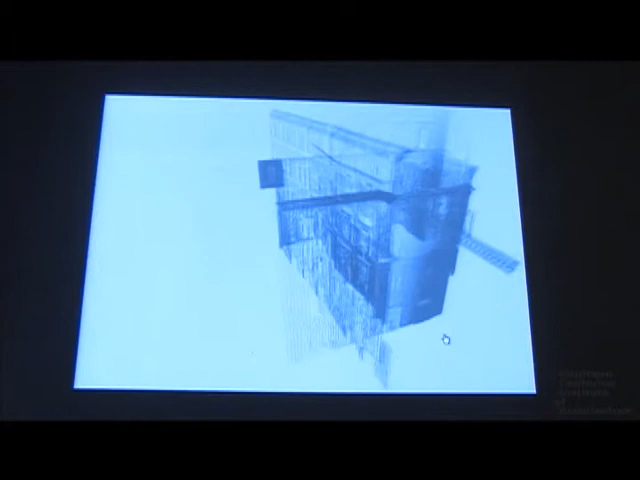 Southern
California
Institute
of
Architecture